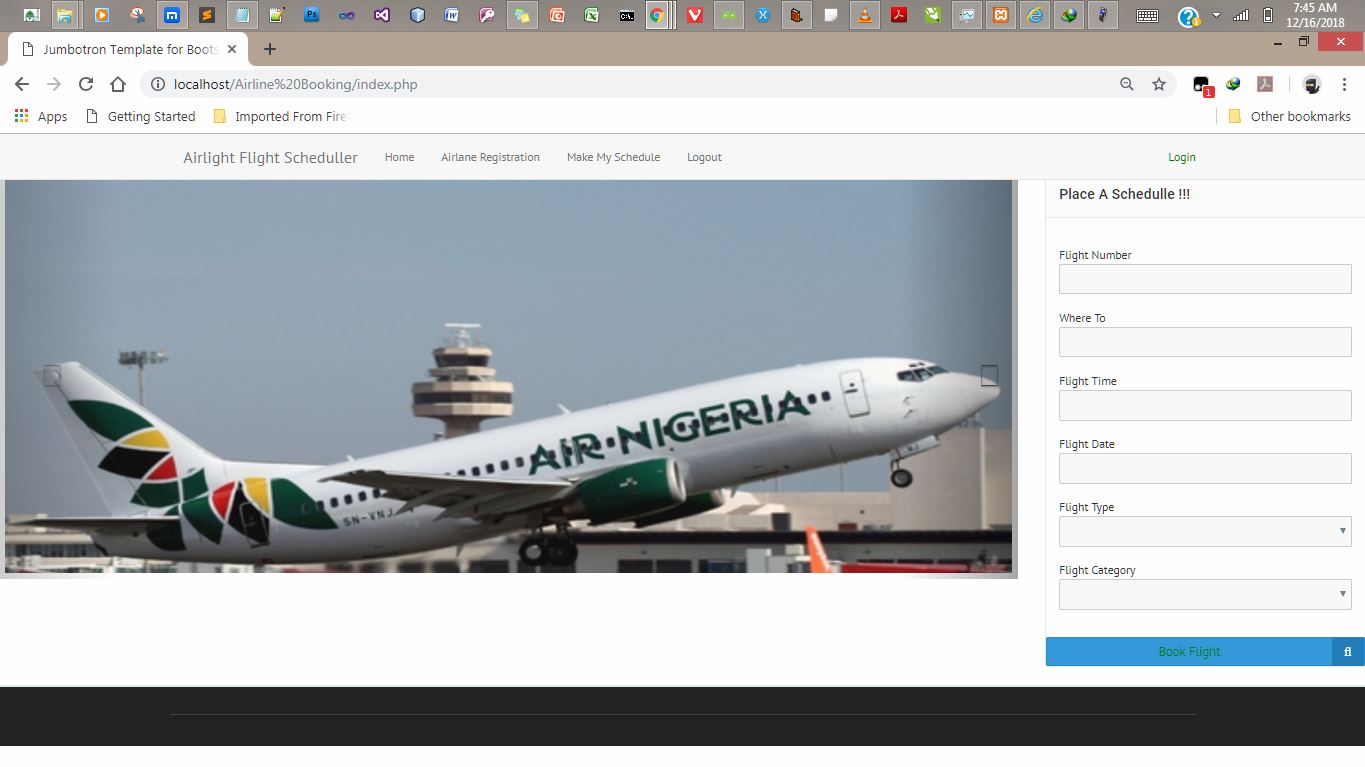 7:45 AM
12/16/2018
Jumbotron Template for Boots
localhost/Airline%20Booking/index.php
1
Apps
Getting Started
Imported From Fire
Other bookmarks
Airlight Flight Scheduller
Home
Airlane Registration
Make My Schedule
Logout
Login
AIR NIGERIA
5N-VNJ
Place A Schedulle !!!
Flight Number
Where To
Flight Time
Flight Date
Flight Type
Flight Category
Book Flight
fl